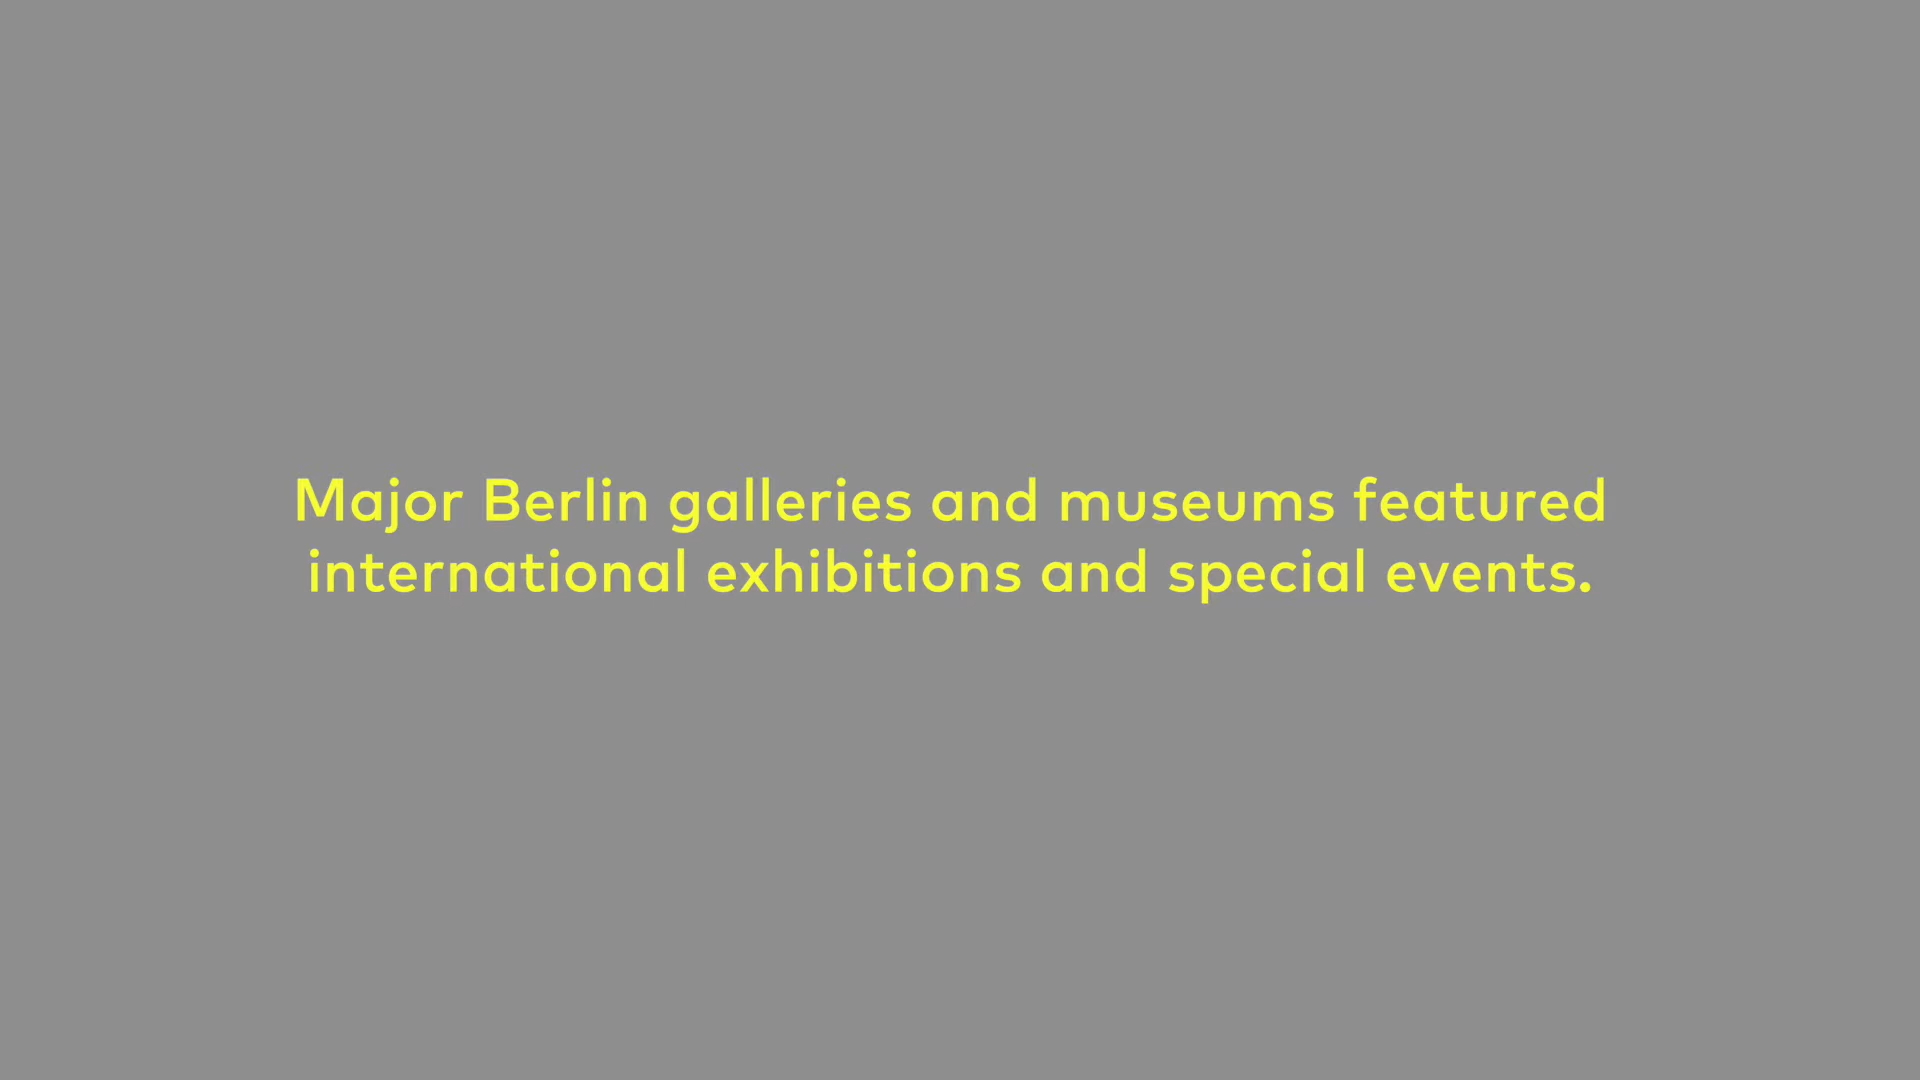 Major Berlin galleries and museums featured
international exhibitions and special events.